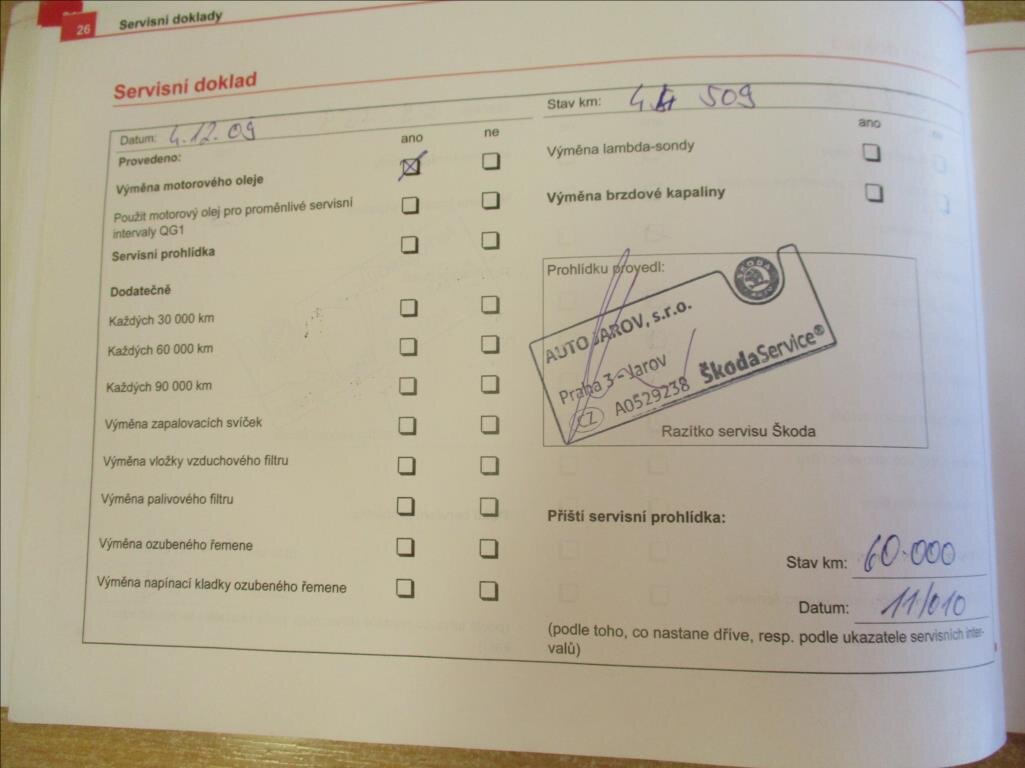 26
Servisní doklady
Servisní doklad
Datum: 4.12.09
ano
ne
Provedeno:
Výměna motorového oleje
Použit motorový olej pro proměnlivé servisní
intervaly QG1
Servisní prohlídka
Dodatečně
Každých 30 000 km
Každých 60 000 km
Každých 90 000 km
Výměna zapalovacích svíček
Výměna vložky vzduchového filtru
Výměna palivového filtru
Výměna ozubeného řemene
Výměna napínací kladky ozubeného řemene
Stav km: 509
ano
Výměna lambda-sondy
Výměna brzdové kapaliny
Prohlídku provedl:
ŠKODA
AUTO
AUTO JAROV, s.r.o.
Praha 3 - Jarov
CZ A0529238 ŠkodaService®
Razítko servisu Škoda
Příští servisní prohlídka:
Stav km: 60.000
Datum: 11/010
(podle toho, co nastane dříve, resp. podle ukazatele servisních inter-
valů)